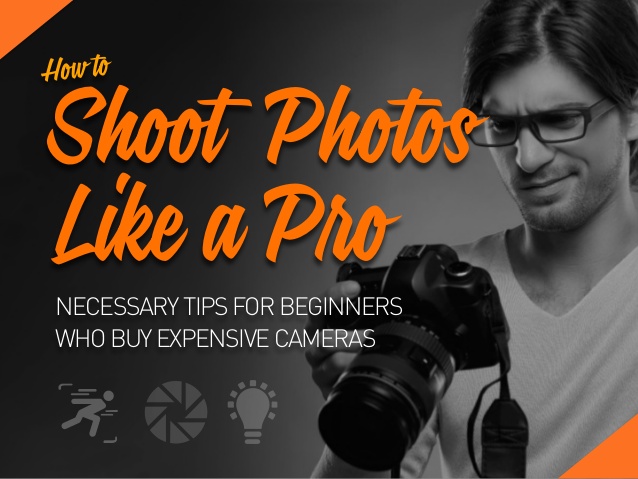 How to
Shoot Photos
Like a Pro
NECESSARY TIPS FOR BEGINNERS
WHO BUY EXPENSIVE CAMERAS